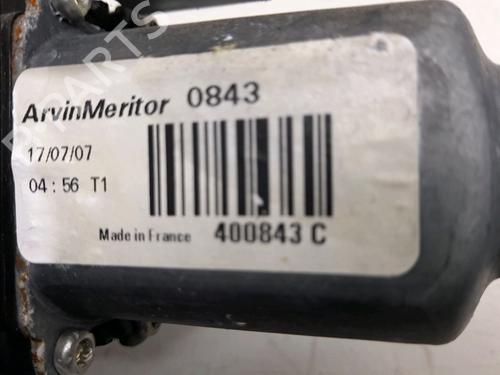 ArvinMeritor 0843
17/07/07
04 : 56 T1
Made in France 400843 C